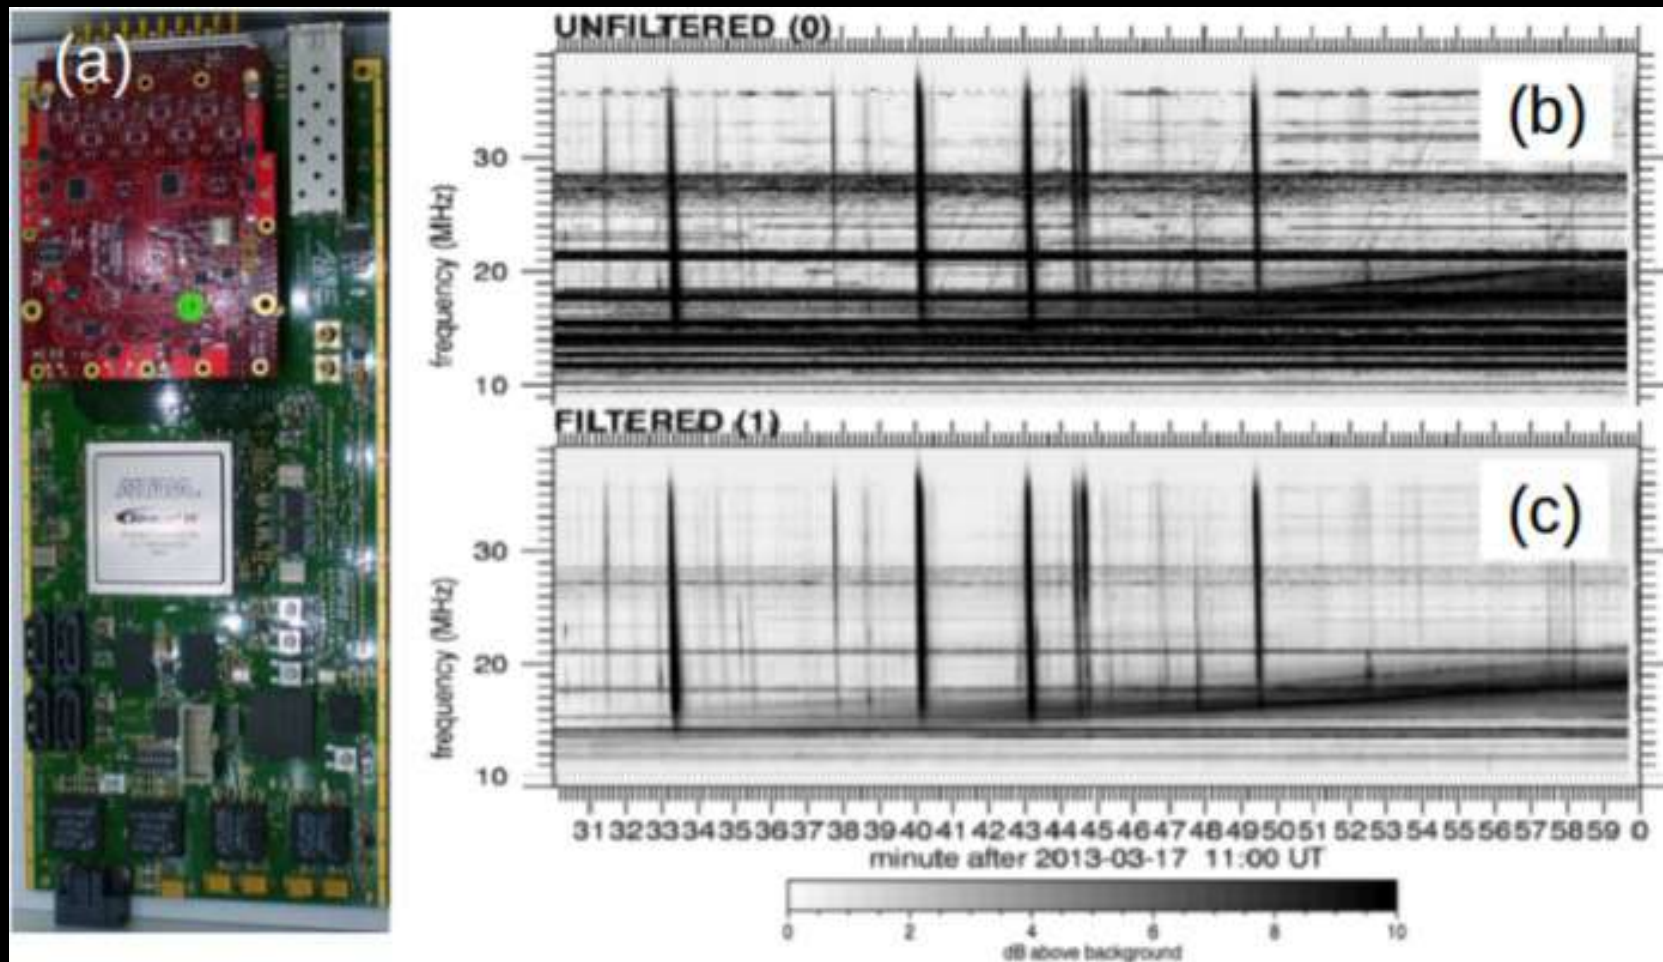 (a)
UNFILTERED (0)
(b)
30
20
10
frequency (MHz)
FILTERED (1)
(c)
30
20
10
frequency (MHz)
31 32 33 34 35 36 37 38 39 40 41 42 43 44 45 46 47 48 49 50 51 52 53 54 55 56 57 58 59 0
minute after 2013-03-17 11:00 UT
0 2 4 6 8 10
dB above background